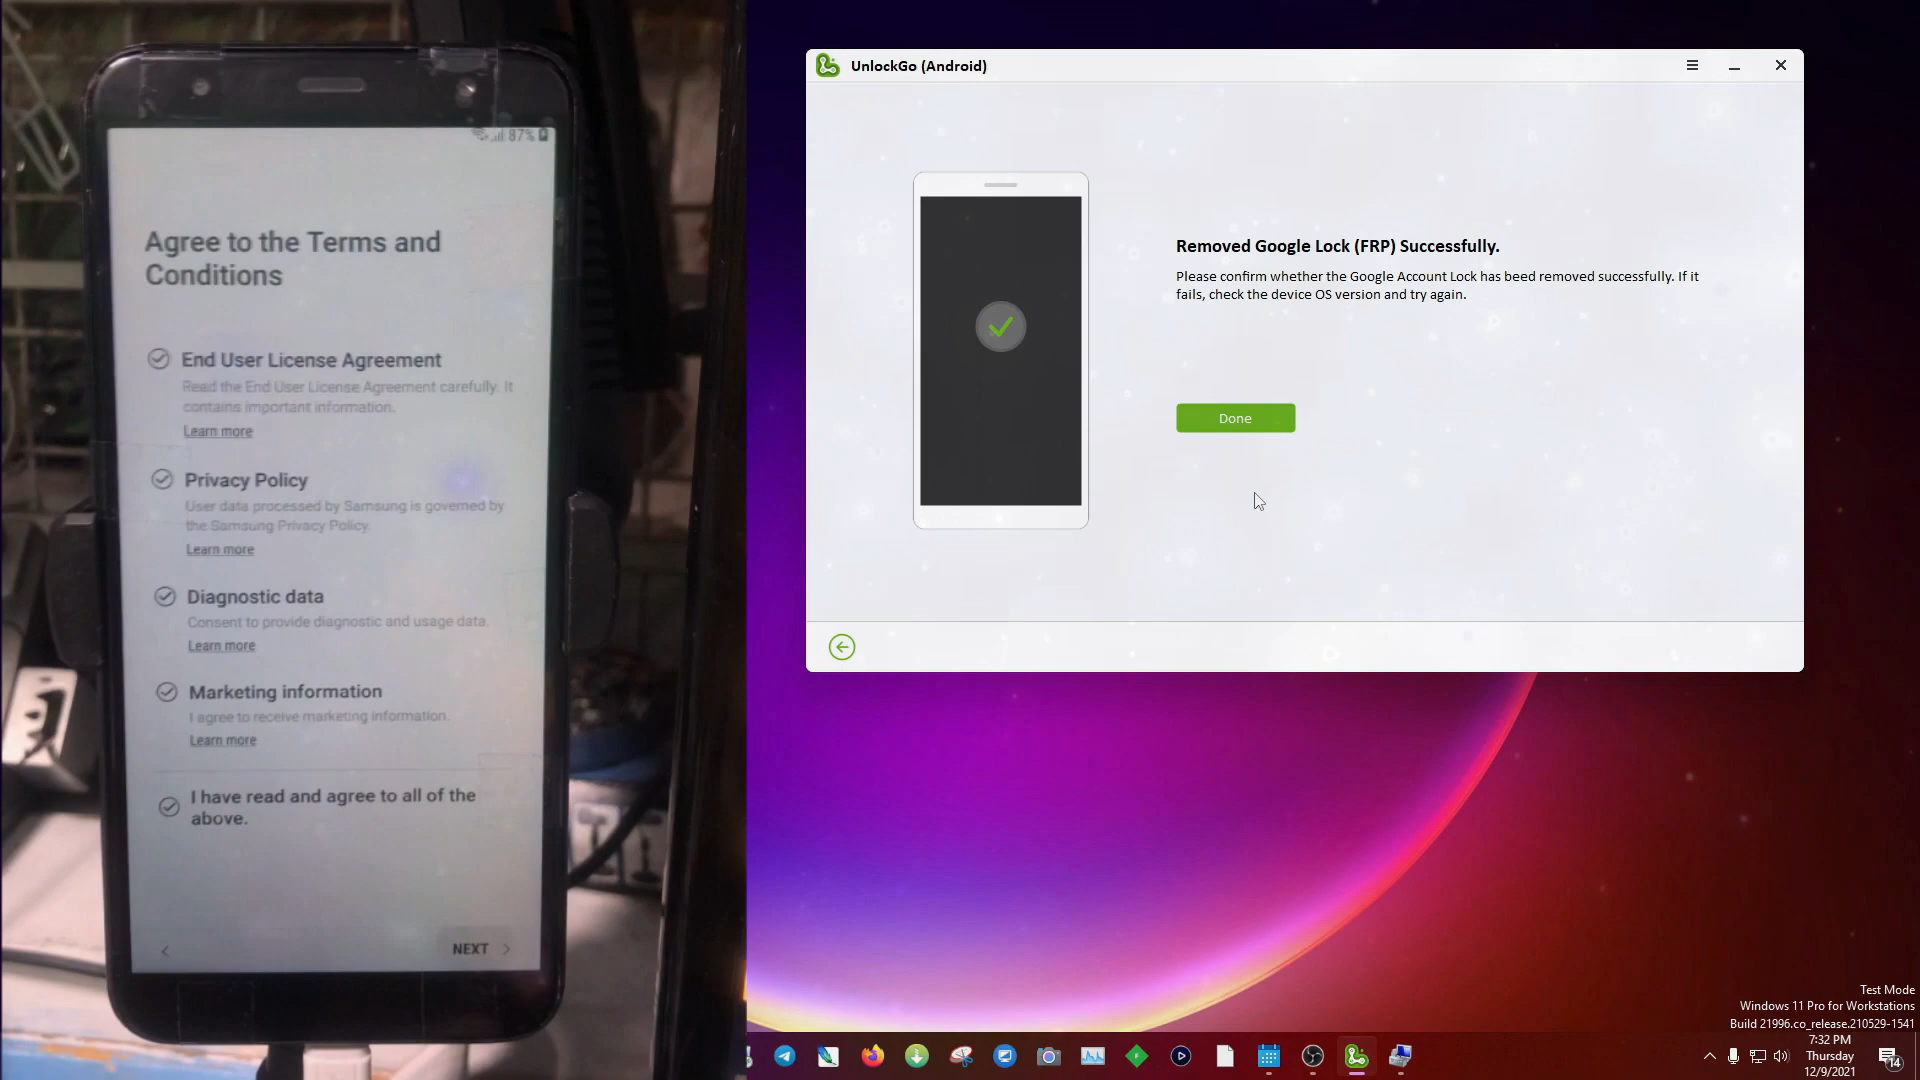 87%
Agree to the Terms and
Conditions
End User License Agreement
Read the End User License Agreement carefully. It
contains important information.
Learn more
Privacy Policy
User data processed by Samsung is governed by
the Samsung Privacy Policy.
Learn more
Diagnostic data
Consent to provide diagnostic and usage data.
Learn more
Marketing information
I agree to receive marketing information.
Learn more
I have read and agree to all of the
above.
NEXT
UnlockGo (Android)
Removed Google Lock (FRP) Successfully.
Please confirm whether the Google Account Lock has beed removed successfully. If it
fails, check the device OS version and try again.
Done
Test Mode
Windows 11 Pro for Workstations
Build 21996.co_release.210529-1541
7:32 PM
Thursday
12/9/2021
14